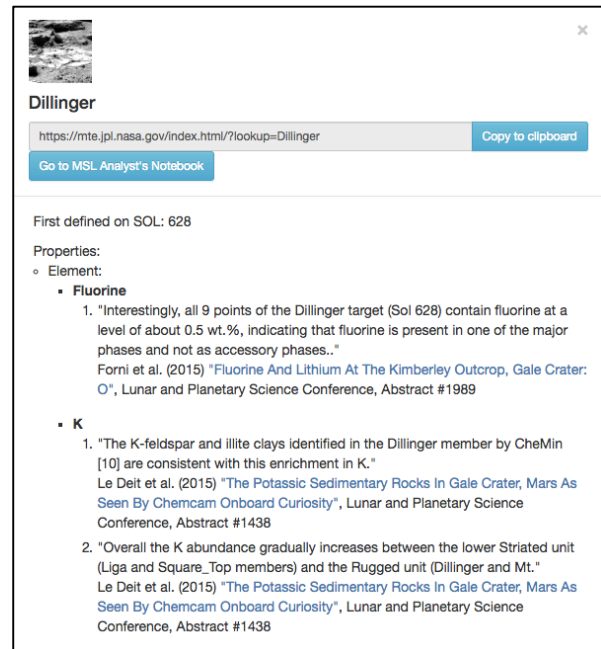 ×
Dillinger
https://mte.jpl.nasa.gov/index.html/?lookup=Dillinger
Copy to clipboard
Go to MSL Analyst's Notebook
First defined on SOL: 628
Properties:
◦ Element:
▪ Fluorine
1. "Interestingly, all 9 points of the Dillinger target (Sol 628) contain fluorine at a
level of about 0.5 wt.%, indicating that fluorine is present in one of the major
phases and not as accessory phases.."
Forni et al. (2015) "Fluorine And Lithium At The Kimberley Outcrop, Gale Crater:
O", Lunar and Planetary Science Conference, Abstract #1989
▪ K
1. "The K-feldspar and illite clays identified in the Dillinger member by CheMin
[10] are consistent with this enrichment in K."
Le Deit et al. (2015) "The Potassic Sedimentary Rocks In Gale Crater, Mars As
Seen By Chemcam Onboard Curiosity", Lunar and Planetary Science
Conference, Abstract #1438
2. "Overall the K abundance gradually increases between the lower Striated unit
(Liga and Square_Top members) and the Rugged unit (Dillinger and Mt."
Le Deit et al. (2015) "The Potassic Sedimentary Rocks In Gale Crater, Mars As
Seen By Chemcam Onboard Curiosity", Lunar and Planetary Science
Conference, Abstract #1438